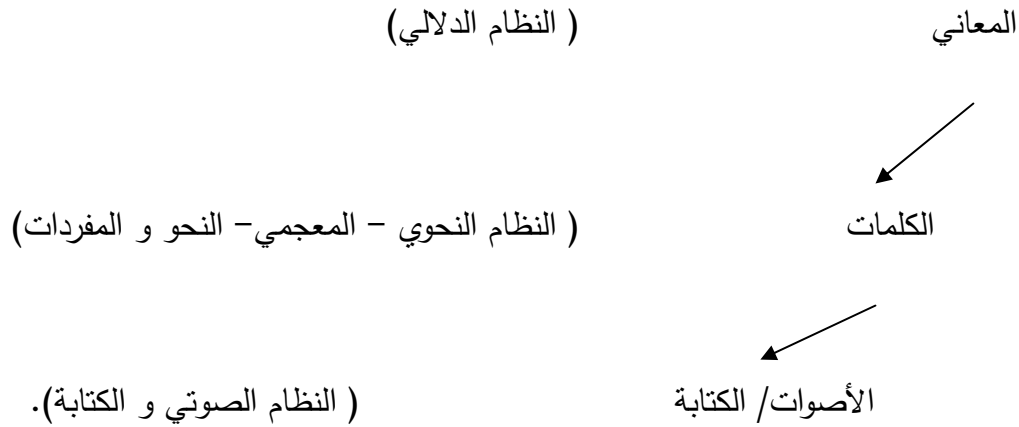 المعاني ( النظام الدلالي)
الكلمات ( النظام النحوي – المعجمي– النحو و المفردات)
الأصوات/ الكتابة ( النظام الصوتي و الكتابة).